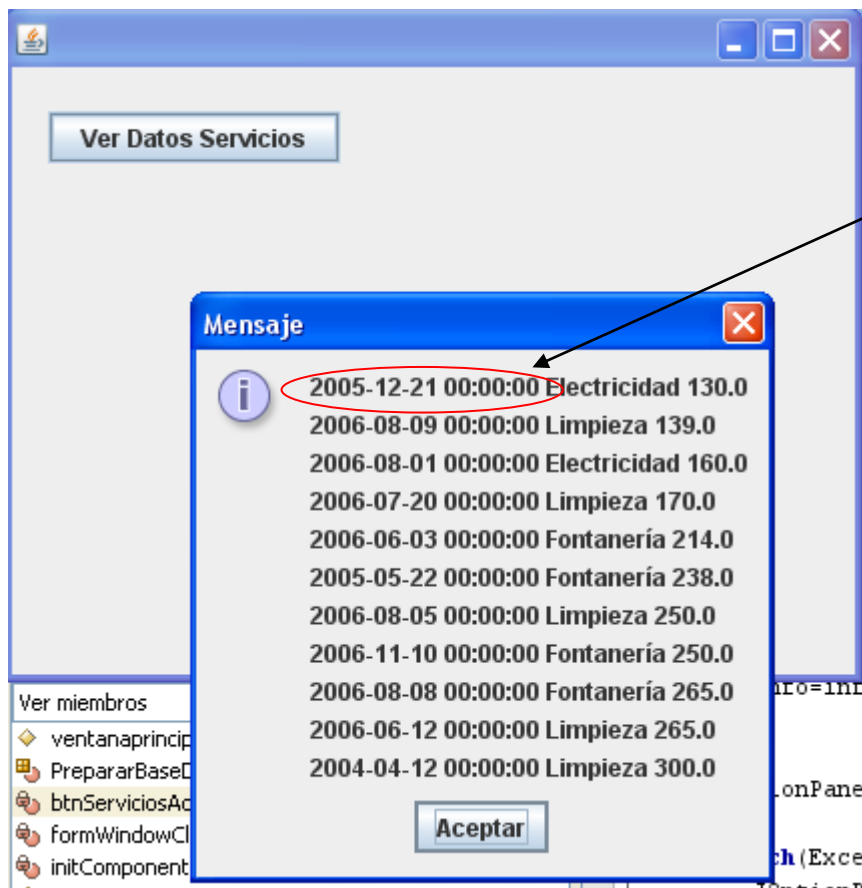 Ver Datos Servicios
Mensaje
2005-12-21 00:00:00 Electricidad 130.0
2006-08-09 00:00:00 Limpieza 139.0
2006-08-01 00:00:00 Electricidad 160.0
2006-07-20 00:00:00 Limpieza 170.0
2006-06-03 00:00:00 Fontanería 214.0
2005-05-22 00:00:00 Fontanería 238.0
2006-08-05 00:00:00 Limpieza 250.0
2006-11-10 00:00:00 Fontanería 250.0
2006-08-08 00:00:00 Fontanería 265.0
2006-06-12 00:00:00 Limpieza 265.0
2004-04-12 00:00:00 Limpieza 300.0
Aceptar
Ver miembros
ventanaprincip
PrepararBaseD
btnServiciosAc
formWindowCl
initComponent
onPane
ch(Exce